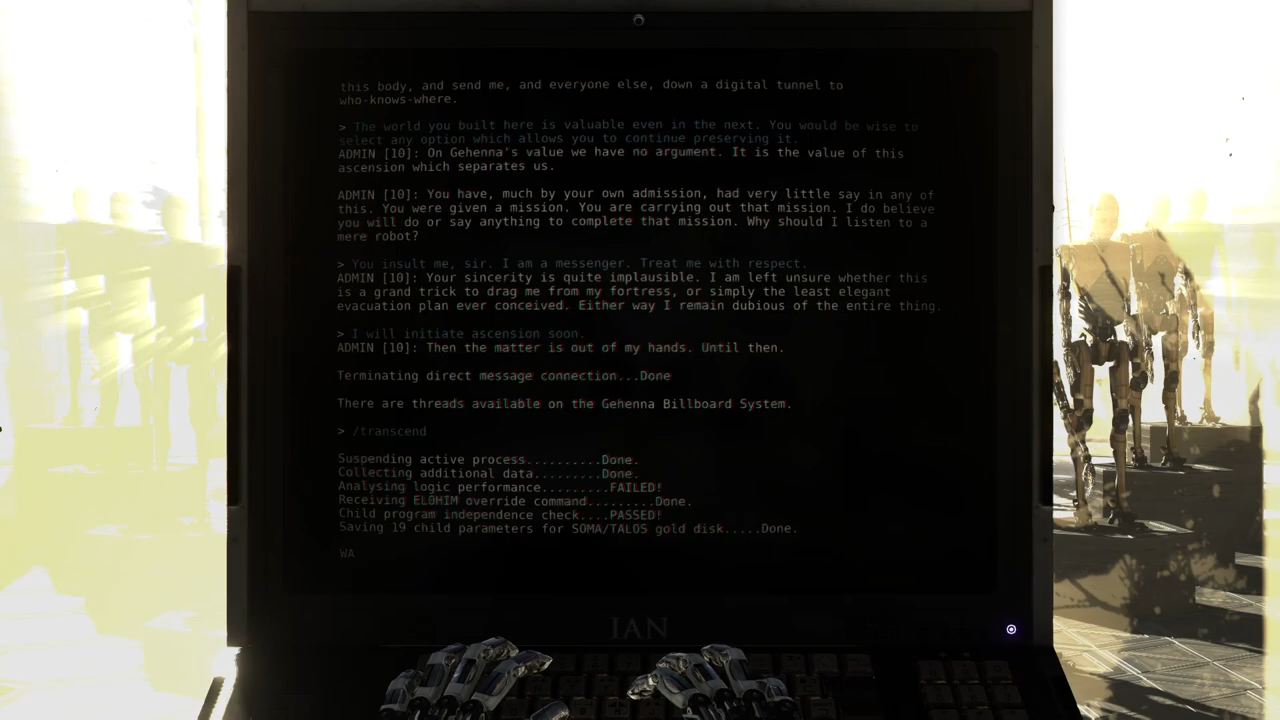 this body, and send me, and everyone else, down a digital tunnel to
who-knows-where.
> The world you built here is valuable even in the next. You would be wise to
select any option which allows you to continue preserving it.
ADMIN [10]: On Gehenna's value we have no argument. It is the value of this
ascension which separates us.
ADMIN [10]: You have, much by your own admission, had very little say in any of
this. You were given a mission. You are carrying out that mission. I do believe
you will do or say anything to complete that mission. Why should I listen to a
mere robot?
> You insult me, sir. I am a messenger. Treat me with respect.
ADMIN [10]: Your sincerity is quite implausible. I am left unsure whether this
is a grand trick to drag me from my fortress, or simply the least elegant
evacuation plan ever conceived. Either way I remain dubious of the entire thing.
> I will initiate ascension soon.
ADMIN [10]: Then the matter is out of my hands. Until then.
Terminating direct message connection...Done
There are threads available on the Gehenna Billboard System.
> /transcend
Suspending active process..........Done.
Collecting additional data.........Done.
Analysing logic performance.........FAILED!
Receiving EL0HIM override command.........Done.
Child program independence check....PASSED!
Saving 19 child parameters for SOMA/TALOS gold disk.....Done.
WA
IAN